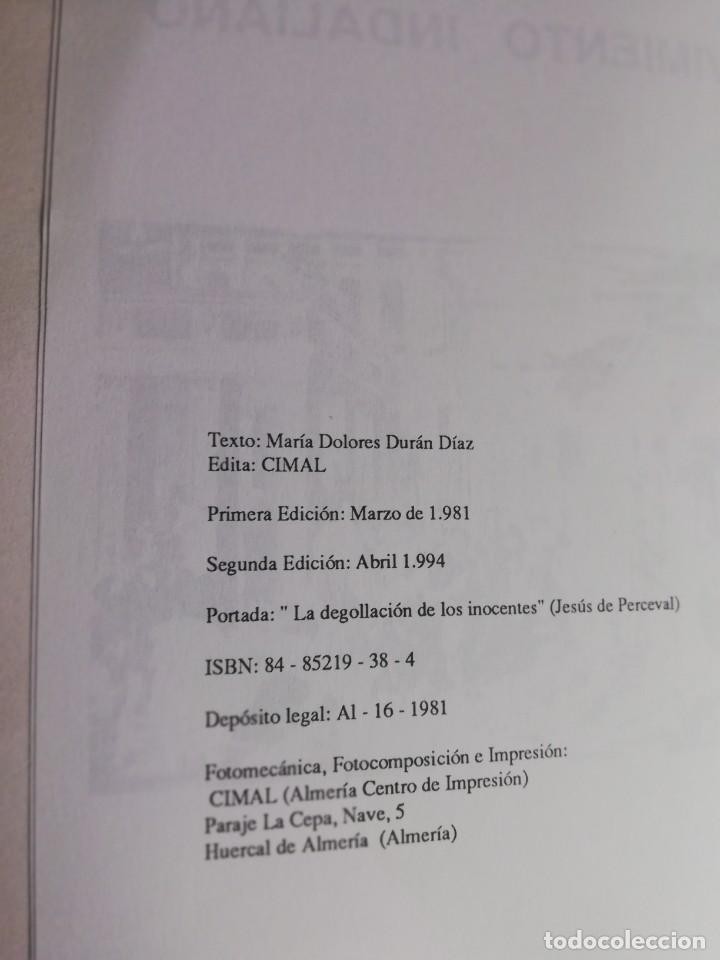 VIMIENTO INDALIANO
Texto: María Dolores Durán Díaz
Edita: CIMAL
Primera Edición: Marzo de 1.981
Segunda Edición: Abril 1.994
Portada: " La degollación de los inocentes" (Jesús de Perceval)
ISBN: 84 - 85219 - 38 - 4
Depósito legal: Al - 16 - 1981
Fotomecánica, Fotocomposición e Impresión:
CIMAL (Almería Centro de Impresión)
Paraje La Cepa, Nave, 5
Huercal de Almería (Almería)
todocoleccion